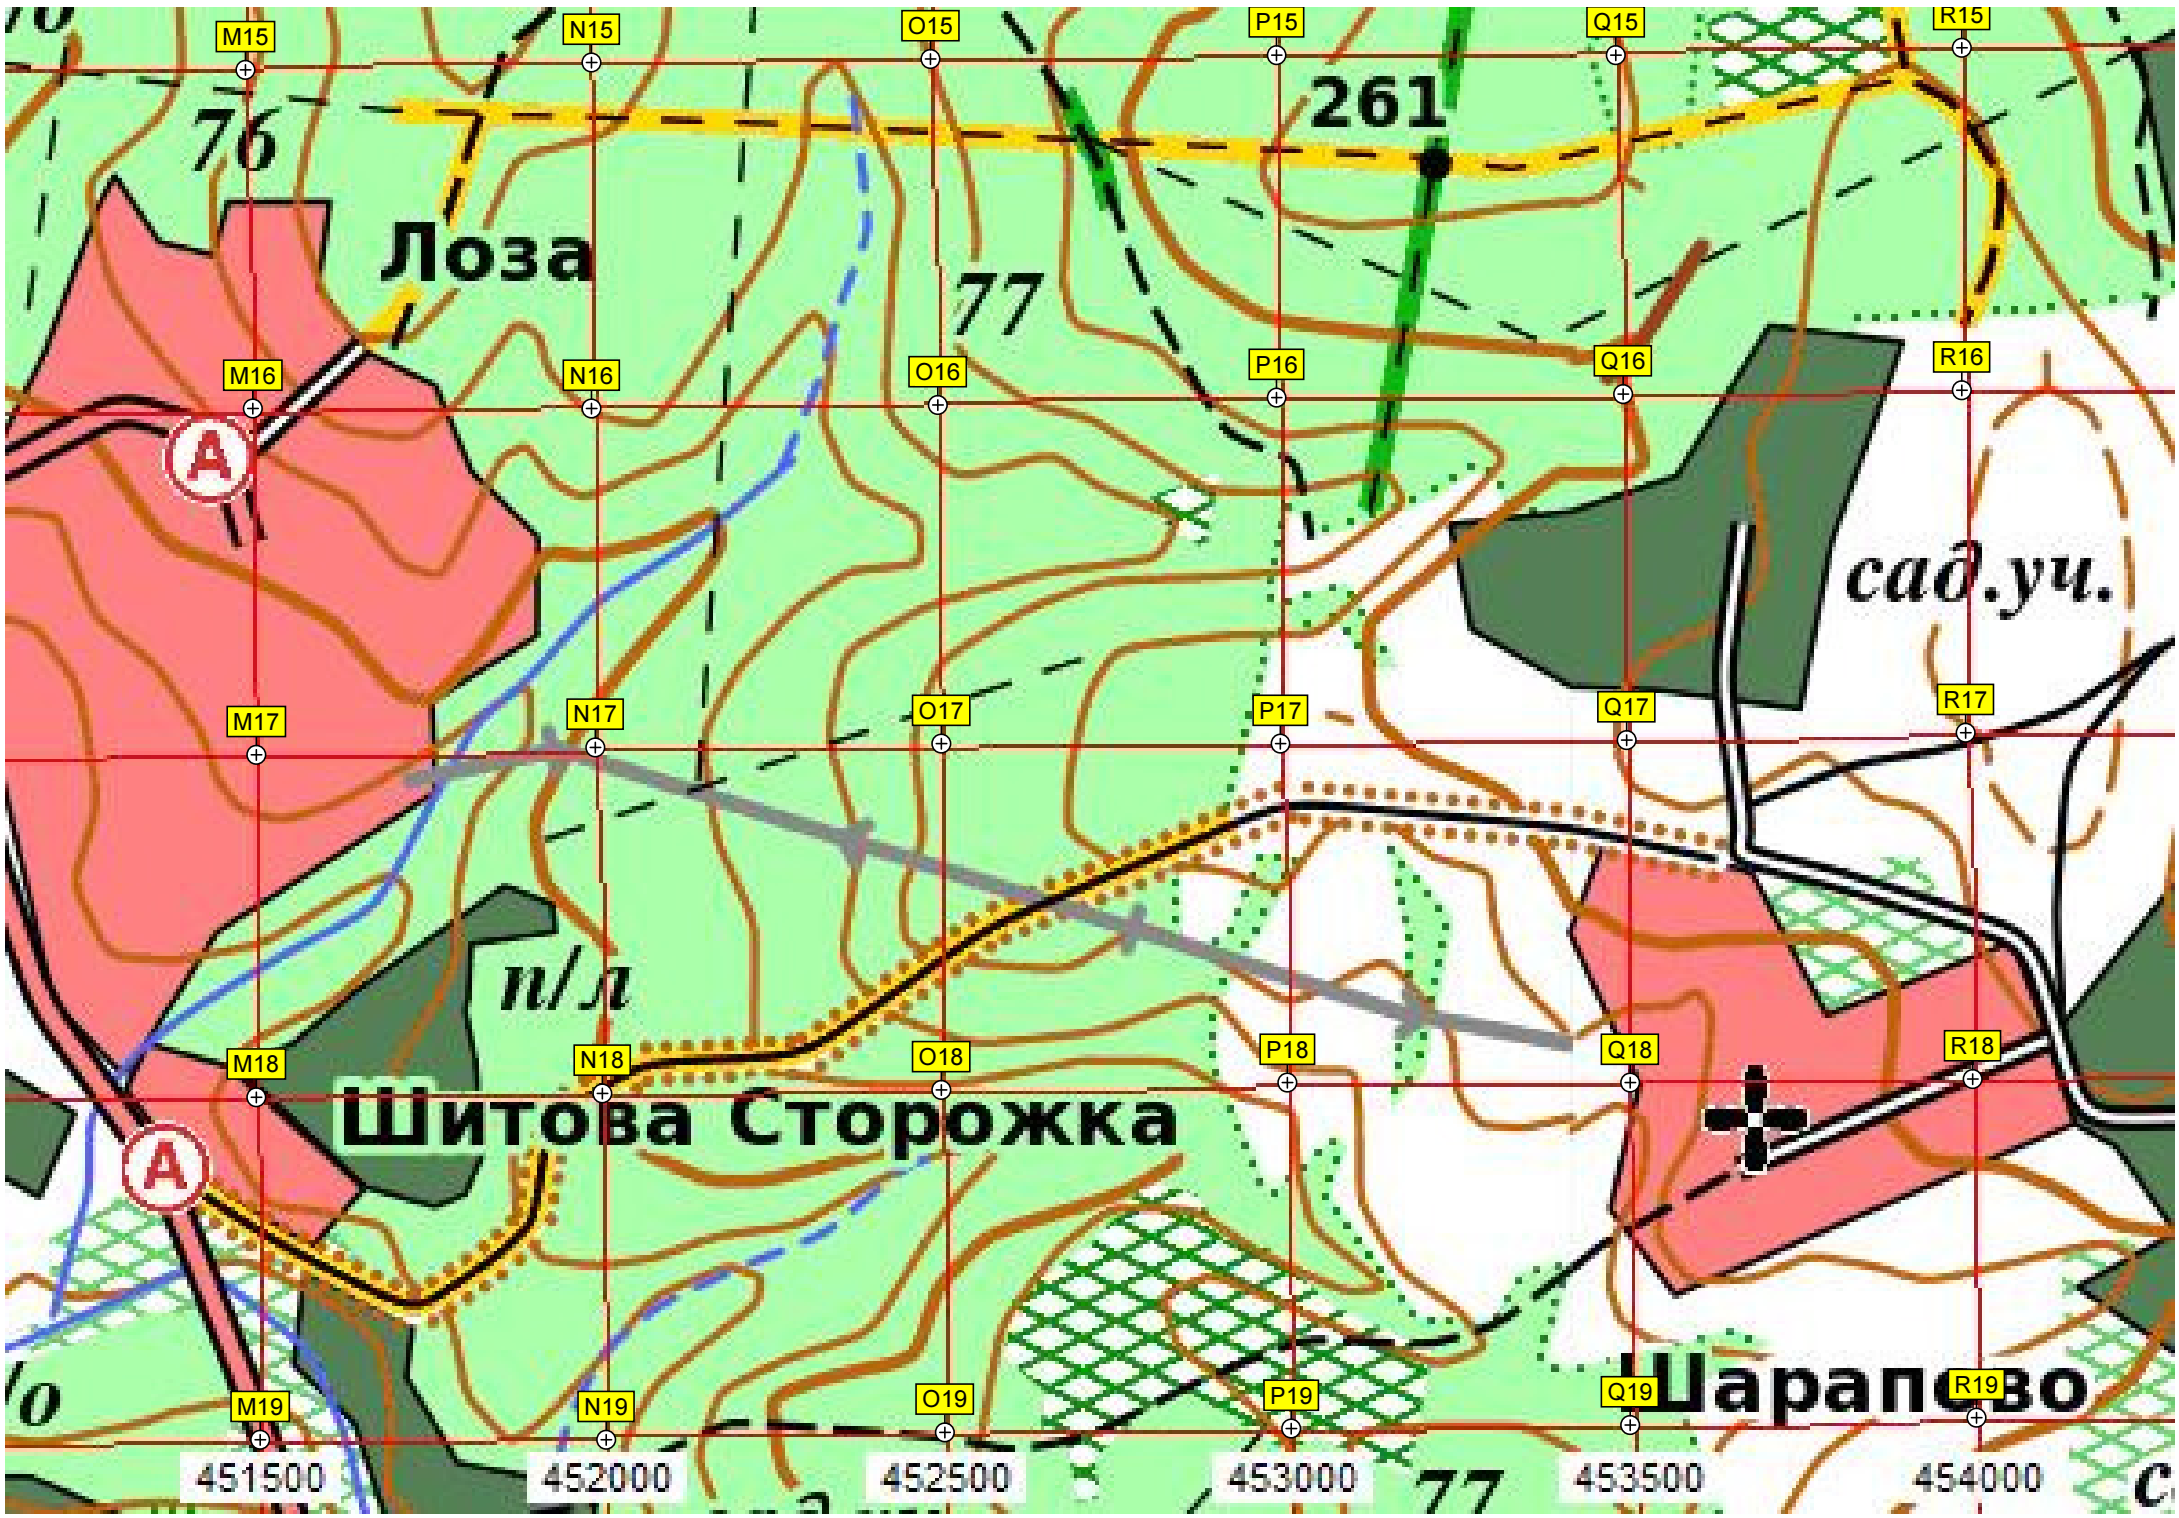 M15 N15 O15 P15 Q15 R15
261
76
Лоза
77
M16 N16 O16 P16 Q16 R16
А
сад.уч.
M17 N17 O17 P17 Q17 R17
п/л
M18 N18 O18 P18 Q18 R18
Шитова Сторожка
А
Шарапово
M19 N19 O19 P19 Q19 R19
451500 452000 452500 453000 453500 454000
77